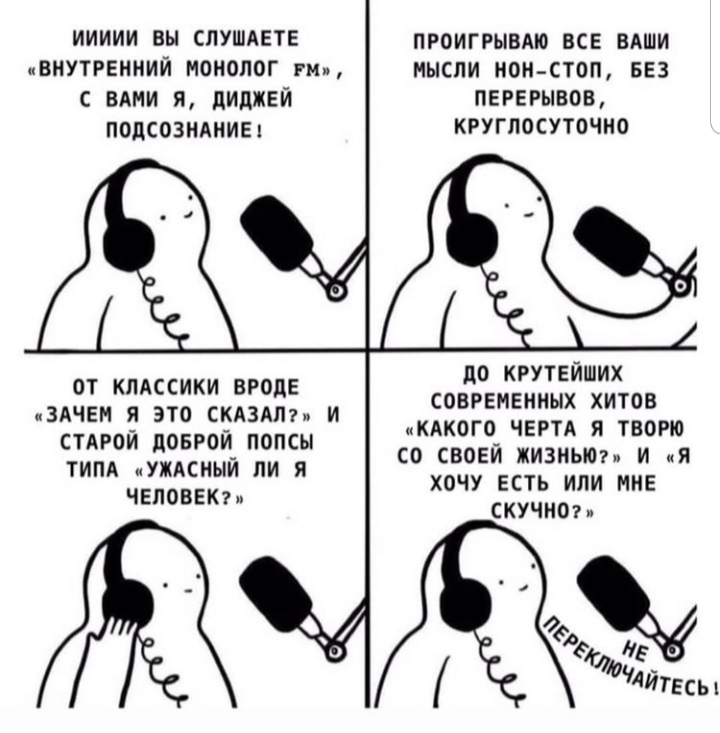 ИИИИИ ВЫ СЛУШАЕТЕ
«ВНУТРЕННИЙ МОНОЛОГ FM»,
С ВАМИ Я, ДИДЖЕЙ
ПОДСОЗНАНИЕ!
ПРОИГРЫВАЮ ВСЕ ВАШИ
МЫСЛИ НОН-СТОП, БЕЗ
ПЕРЕРЫВОВ,
КРУГЛОСУТОЧНО
ОТ КЛАССИКИ ВРОДЕ
«ЗАЧЕМ Я ЭТО СКАЗАЛ?» И
СТАРОЙ ДОБРОЙ ПОПСЫ
ТИПА «УЖАСНЫЙ ЛИ Я
ЧЕЛОВЕК?»
ДО КРУТЕЙШИХ
СОВРЕМЕННЫХ ХИТОВ
«КАКОГО ЧЕРТА Я ТВОРЮ
СО СВОЕЙ ЖИЗНЬЮ?» И «Я
ХОЧУ ЕСТЬ ИЛИ МНЕ
СКУЧНО?»
НЕ
ПЕРЕКЛЮЧАЙТЕСЬ!